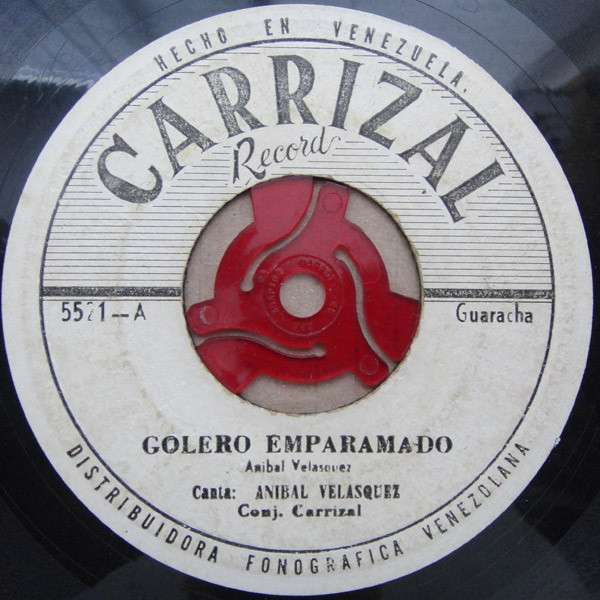 HECHO EN VENEZUELA.
CARRIZAL
Record
5521-A
Guaracha
GOLERO EMPARAMADO
Anibal Velasquez
Canta: ANIBAL VELASQUEZ
Conj. Carrizal
DISTRIBUIDORA FONOGRAFICA VENEZOLANA